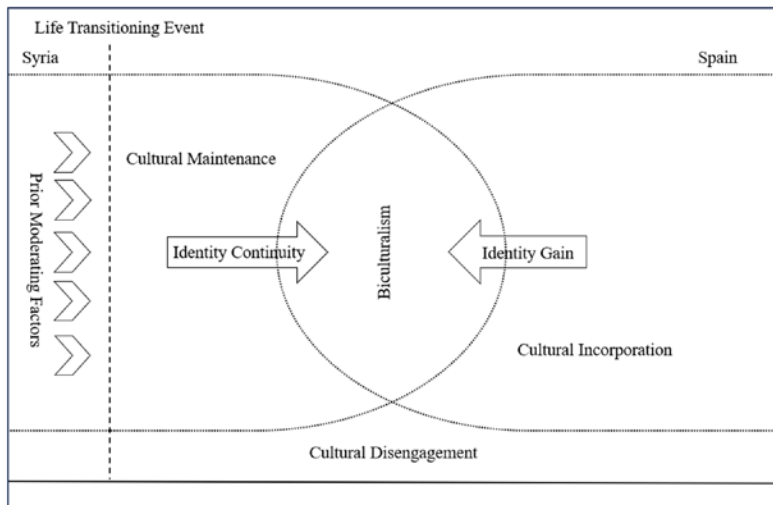 Life Transitioning Event
Syria
Spain
Cultural Maintenance
Prior Moderating Factors
Identity Continuity
Biculturalism
Identity Gain
Cultural Incorporation
Cultural Disengagement